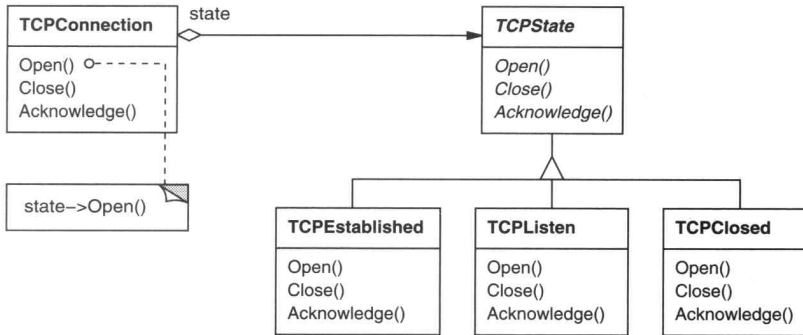 TCPConnection
Open()
Close()
Acknowledge()
state
TCPState
Open()
Close()
Acknowledge()
state−>Open()
TCPEstablished
Open()
Close()
Acknowledge()
TCPListen
Open()
Close()
Acknowledge()
TCPClosed
Open()
Close()
Acknowledge()